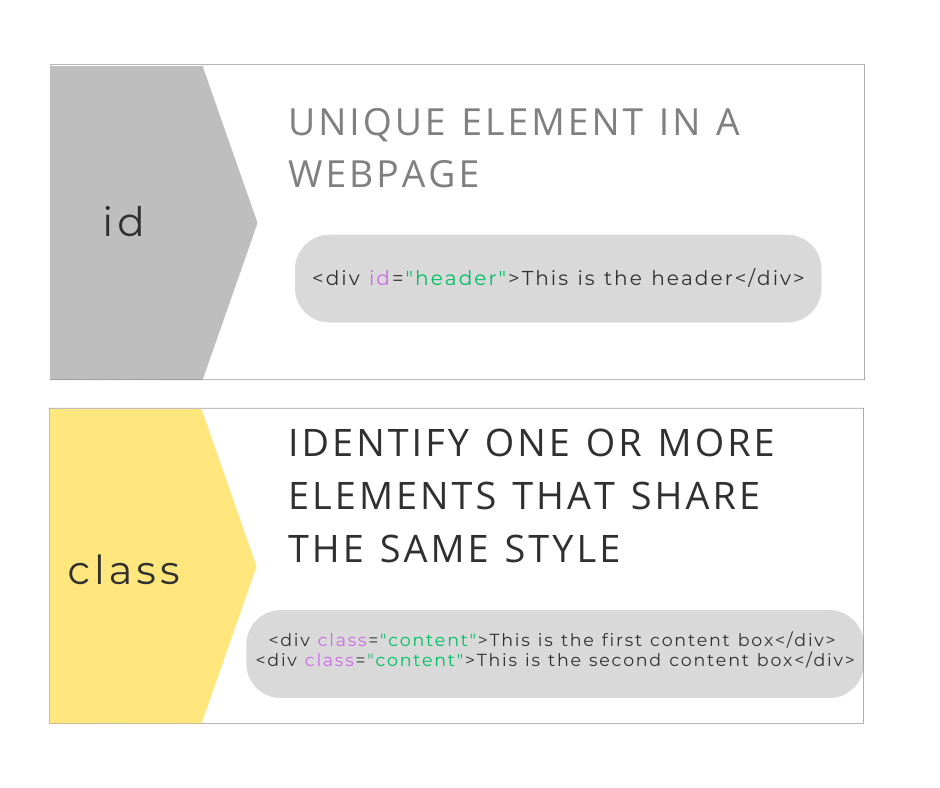 id
UNIQUE ELEMENT IN A
WEBPAGE
<div id="header">This is the header</div>
class
IDENTIFY ONE OR MORE
ELEMENTS THAT SHARE
THE SAME STYLE
<div class="content">This is the first content box</div>
<div class="content">This is the second content box</div>